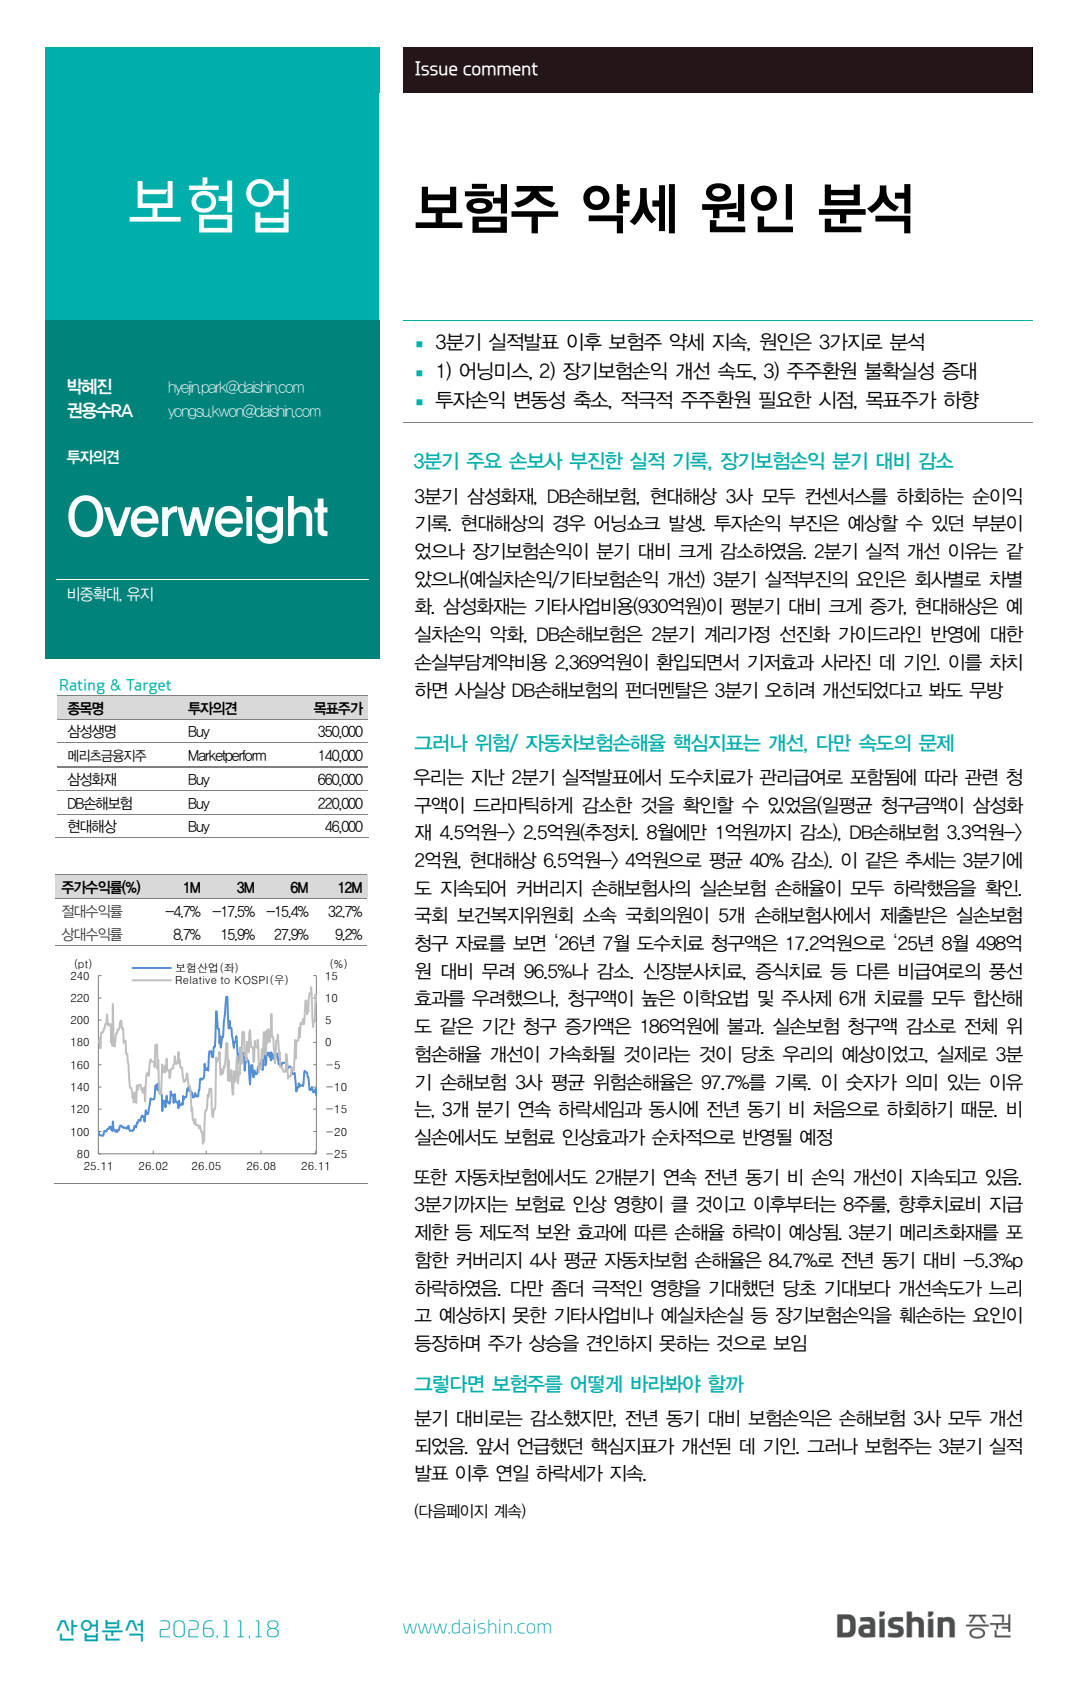 Issue comment
보험업
보험주 약세 원인 분석
박혜진 hyejin.park@daishin.com
권용수RA yongsu.kwon@daishin.com
투자의견
Overweight
비중확대, 유지
Rating & Target
종목명 투자의견 목표주가
삼성생명 Buy 350,000
메리츠금융지주 Marketperform 140,000
삼성화재 Buy 660,000
DB손해보험 Buy 220,000
현대해상 Buy 46,000
주가수익률(%) 1M 3M 6M 12M
절대수익률 -4.7% -17.5% -15.4% 32.7%
상대수익률 8.7% 15.9% 27.9% 9.2%
(pt) (%)
보험산업(좌)
Relative to KOSPI(우)
240 15
220 10
200 5
180 0
160 -5
140 -10
120 -15
100 -20
80 -25
25.11 26.02 26.05 26.08 26.11
▪ 3분기 실적발표 이후 보험주 약세 지속, 원인은 3가지로 분석
▪ 1) 어닝미스, 2) 장기보험손익 개선 속도, 3) 주주환원 불확실성 증대
▪ 투자손익 변동성 축소, 적극적 주주환원 필요한 시점, 목표주가 하향
3분기 주요 손보사 부진한 실적 기록, 장기보험손익 분기 대비 감소
3분기 삼성화재, DB손해보험, 현대해상 3사 모두 컨센서스를 하회하는 순이익
기록. 현대해상의 경우 어닝쇼크 발생. 투자손익 부진은 예상할 수 있던 부분이
었으나 장기보험손익이 분기 대비 크게 감소하였음. 2분기 실적 개선 이유는 같
았으나(예실차손익/기타보험손익 개선) 3분기 실적부진의 요인은 회사별로 차별
화. 삼성화재는 기타사업비용(930억원)이 평분기 대비 크게 증가, 현대해상은 예
실차손익 악화, DB손해보험은 2분기 계리가정 선진화 가이드라인 반영에 대한
손실부담계약비용 2,369억원이 환입되면서 기저효과 사라진 데 기인. 이를 차치
하면 사실상 DB손해보험의 펀더멘탈은 3분기 오히려 개선되었다고 봐도 무방
그러나 위험/ 자동차보험손해율 핵심지표는 개선, 다만 속도의 문제
우리는 지난 2분기 실적발표에서 도수치료가 관리급여로 포함됨에 따라 관련 청
구액이 드라마틱하게 감소한 것을 확인할 수 있었음(일평균 청구금액이 삼성화
재 4.5억원-> 2.5억원(추정치. 8월에만 1억원까지 감소), DB손해보험 3.3억원->
2억원, 현대해상 6.5억원-> 4억원으로 평균 40% 감소). 이 같은 추세는 3분기에
도 지속되어 커버리지 손해보험사의 실손보험 손해율이 모두 하락했음을 확인.
국회 보건복지위원회 소속 국회의원이 5개 손해보험사에서 제출받은 실손보험
청구 자료를 보면 ‘26년 7월 도수치료 청구액은 17.2억원으로 ‘25년 8월 498억
원 대비 무려 96.5%나 감소. 신장분사치료, 증식치료 등 다른 비급여로의 풍선
효과를 우려했으나, 청구액이 높은 이학요법 및 주사제 6개 치료를 모두 합산해
도 같은 기간 청구 증가액은 186억원에 불과. 실손보험 청구액 감소로 전체 위
험손해율 개선이 가속화될 것이라는 것이 당초 우리의 예상이었고, 실제로 3분
기 손해보험 3사 평균 위험손해율은 97.7%를 기록. 이 숫자가 의미 있는 이유
는, 3개 분기 연속 하락세임과 동시에 전년 동기 비 처음으로 하회하기 때문. 비
실손에서도 보험료 인상효과가 순차적으로 반영될 예정
또한 자동차보험에서도 2개분기 연속 전년 동기 비 손익 개선이 지속되고 있음.
3분기까지는 보험료 인상 영향이 클 것이고 이후부터는 8주룰, 향후치료비 지급
제한 등 제도적 보완 효과에 따른 손해율 하락이 예상됨. 3분기 메리츠화재를 포
함한 커버리지 4사 평균 자동차보험 손해율은 84.7%로 전년 동기 대비 -5.3%p
하락하였음. 다만 좀더 극적인 영향을 기대했던 당초 기대보다 개선속도가 느리
고 예상하지 못한 기타사업비나 예실차손실 등 장기보험손익을 훼손하는 요인이
등장하며 주가 상승을 견인하지 못하는 것으로 보임
그렇다면 보험주를 어떻게 바라봐야 할까
분기 대비로는 감소했지만, 전년 동기 대비 보험손익은 손해보험 3사 모두 개선
되었음. 앞서 언급했던 핵심지표가 개선된 데 기인. 그러나 보험주는 3분기 실적
발표 이후 연일 하락세가 지속.
(다음페이지 계속)
산업분석 2026.11.18
www.daishin.com
Daishin 증권